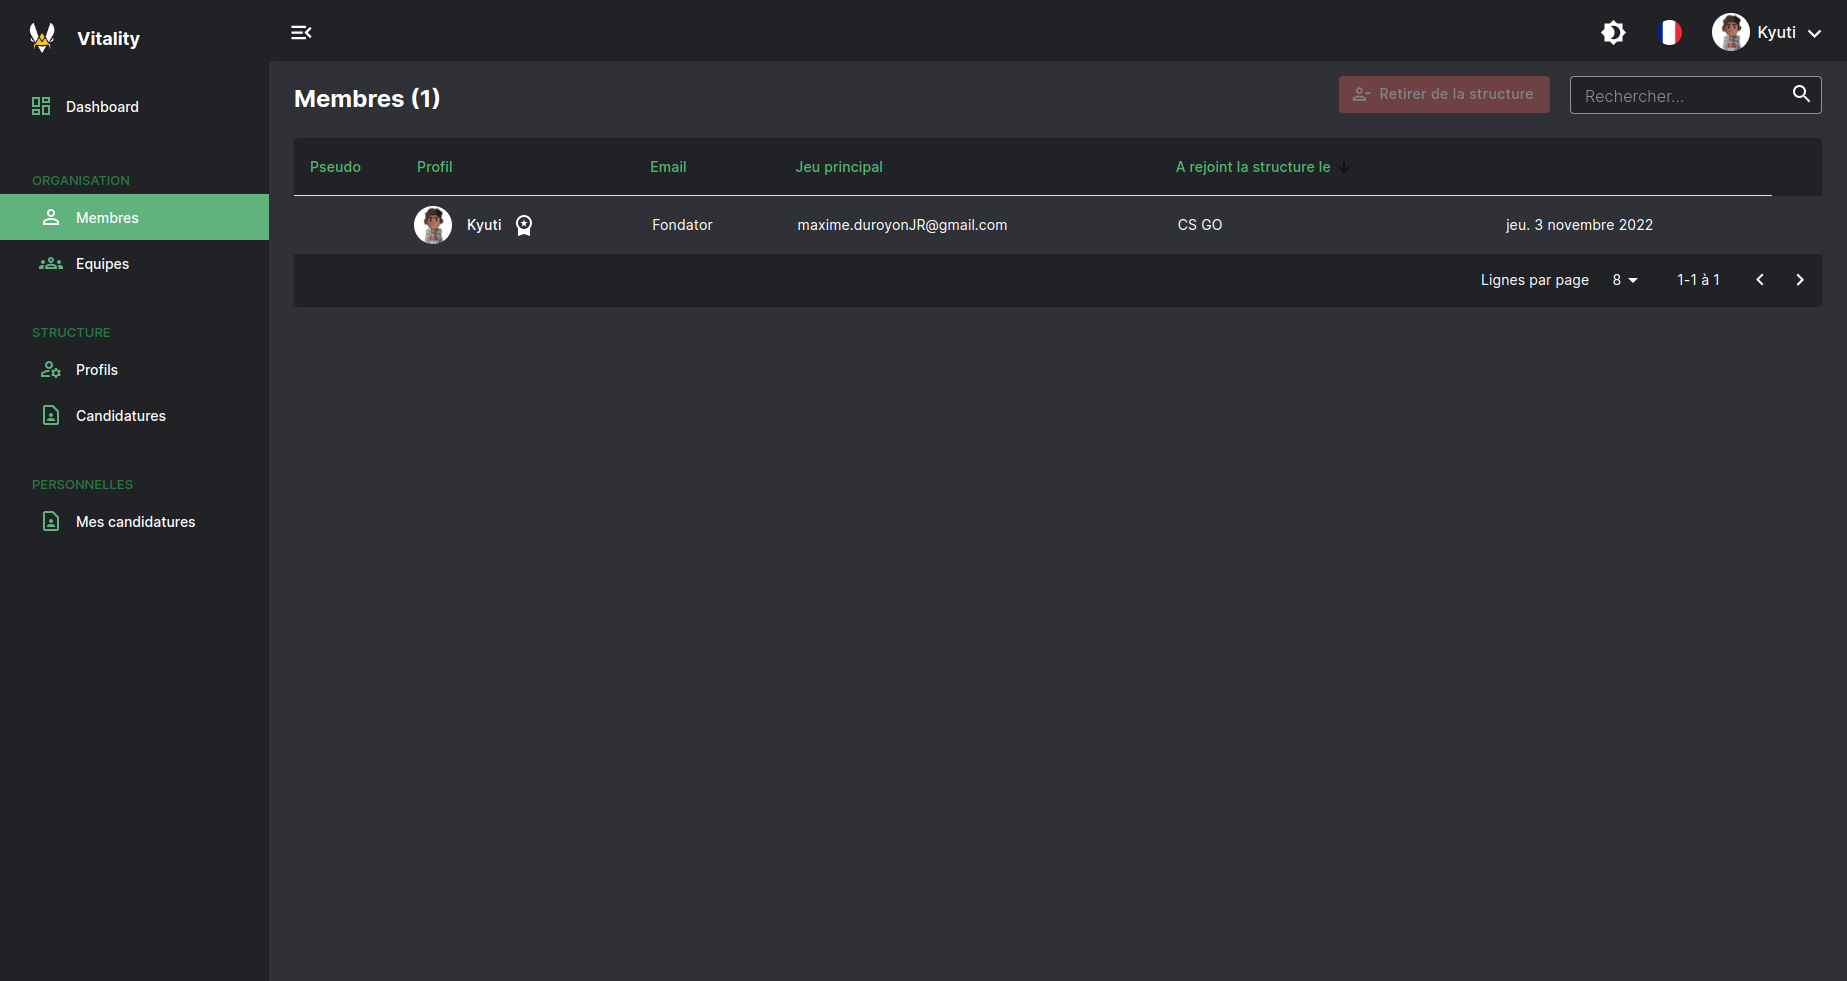 Vitality
Kyuti
Dashboard
ORGANISATION
Membres
Equipes
STRUCTURE
Profils
Candidatures
PERSONNELLES
Mes candidatures
Membres (1)
Retirer de la structure
Rechercher...
Pseudo Profil Email Jeu principal A rejoint la structure le
Kyuti Fondator maxime.duroyonJR@gmail.com CS GO jeu. 3 novembre 2022
Lignes par page 8 1-1 à 1